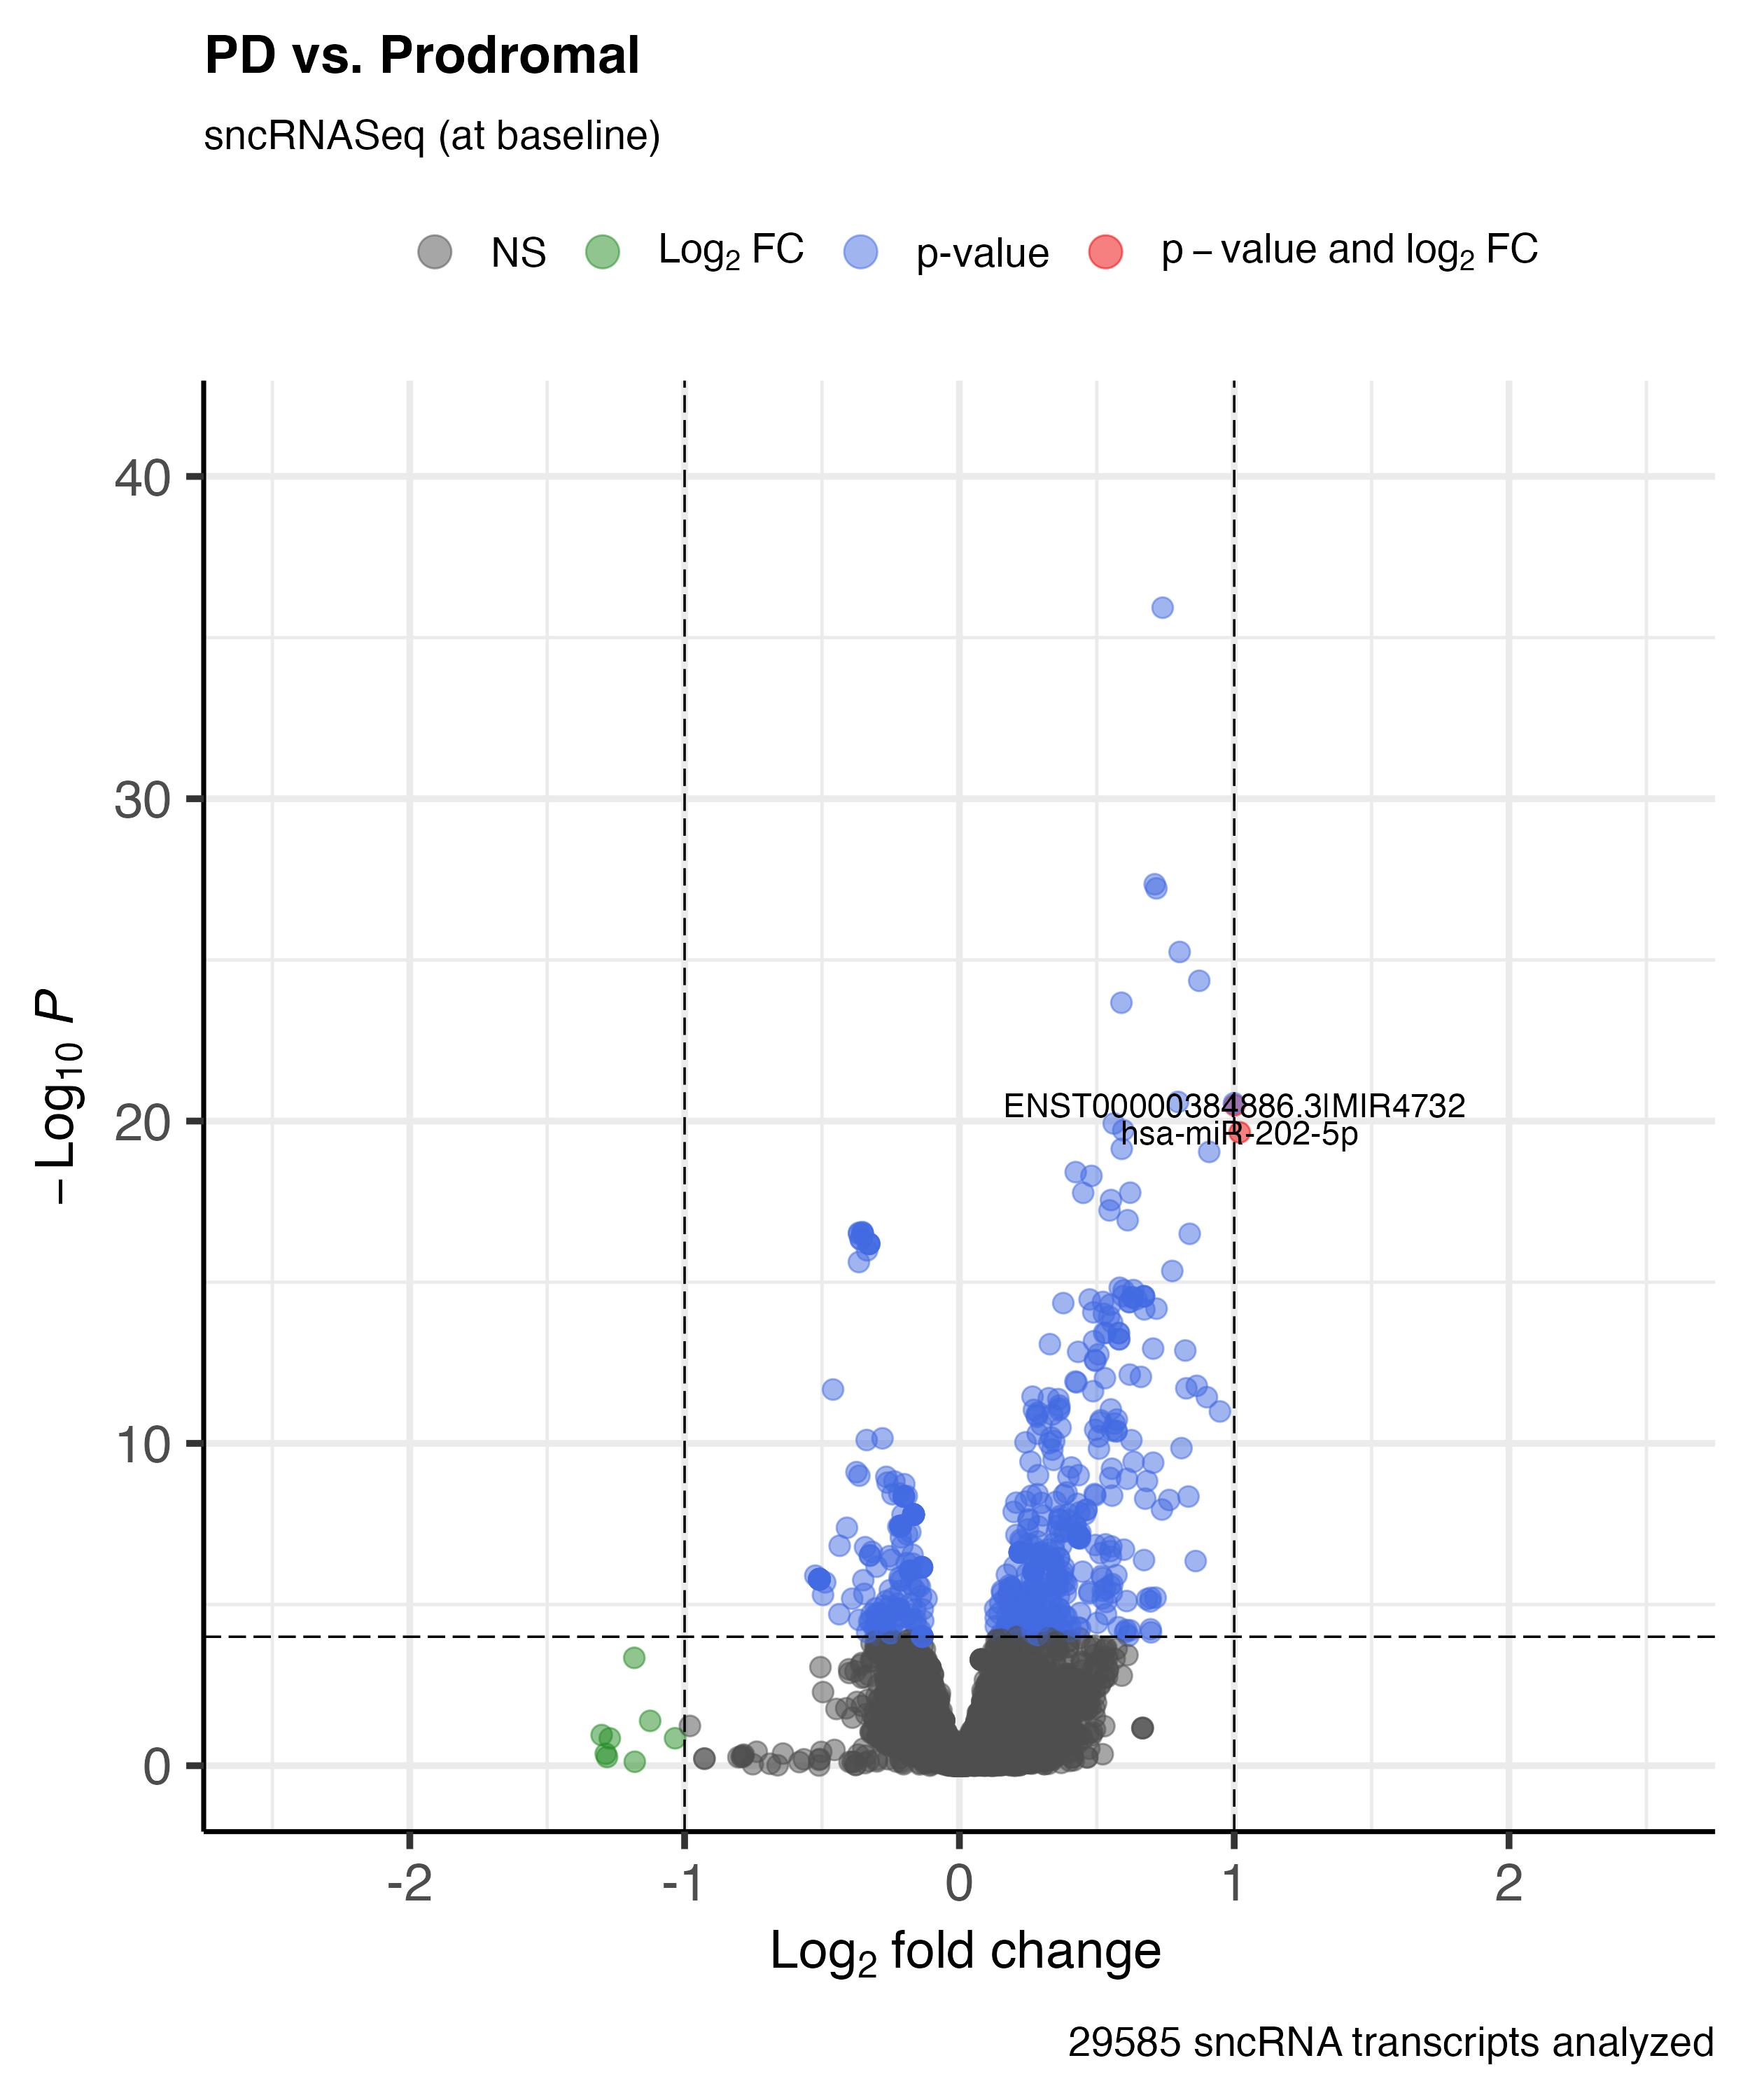 PD vs. Prodromal
sncRNASeq (at baseline)
NS Log₂ FC p-value p – value and log₂ FC
40
30
20
10
0
–Log₁₀ P
ENST00000384886.3|MIR4732
hsa-miR-202-5p
-2 -1 0 1 2
Log₂ fold change
29585 sncRNA transcripts analyzed